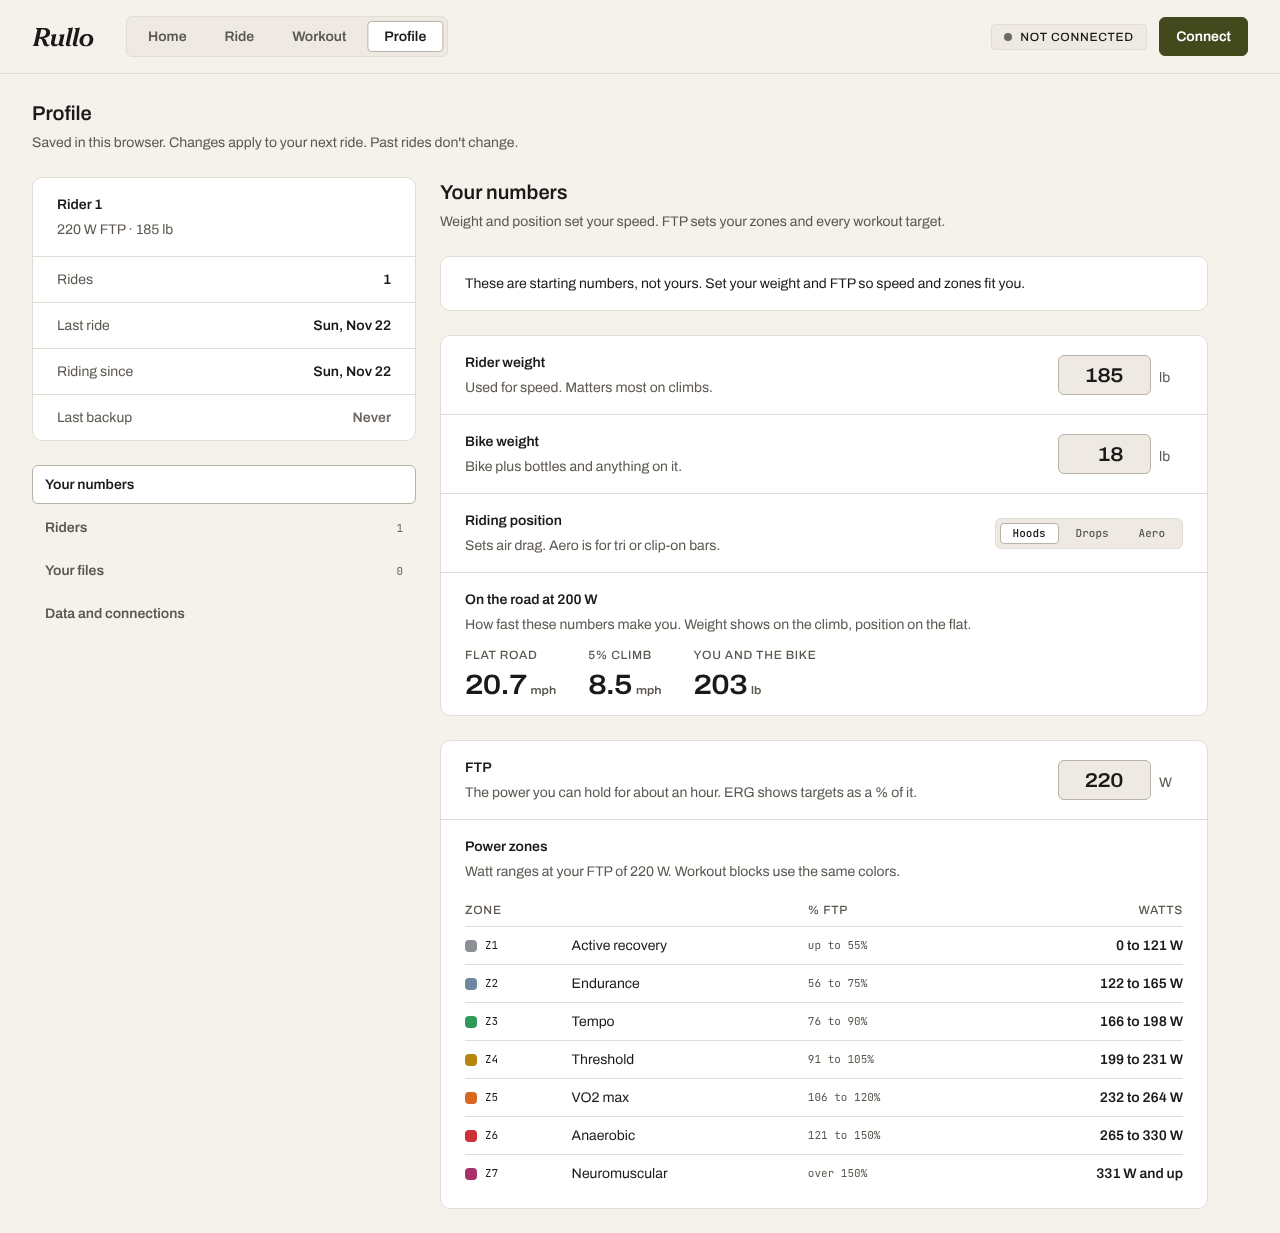 Rullo
Home
Ride
Workout
Profile
NOT CONNECTED
Connect
Profile
Saved in this browser. Changes apply to your next ride. Past rides don't change.
Rider 1
220 W FTP · 185 lb
Rides 1
Last ride Sun, Nov 22
Riding since Sun, Nov 22
Last backup Never
Your numbers
Riders 1
Your files 0
Data and connections
Your numbers
Weight and position set your speed. FTP sets your zones and every workout target.
These are starting numbers, not yours. Set your weight and FTP so speed and zones fit you.
Rider weight
Used for speed. Matters most on climbs.
185 lb
Bike weight
Bike plus bottles and anything on it.
18 lb
Riding position
Sets air drag. Aero is for tri or clip-on bars.
Hoods Drops Aero
On the road at 200 W
How fast these numbers make you. Weight shows on the climb, position on the flat.
FLAT ROAD 5% CLIMB YOU AND THE BIKE
20.7 mph 8.5 mph 203 lb
FTP
The power you can hold for about an hour. ERG shows targets as a % of it.
220 W
Power zones
Watt ranges at your FTP of 220 W. Workout blocks use the same colors.
ZONE % FTP WATTS
Z1 Active recovery up to 55% 0 to 121 W
Z2 Endurance 56 to 75% 122 to 165 W
Z3 Tempo 76 to 90% 166 to 198 W
Z4 Threshold 91 to 105% 199 to 231 W
Z5 VO2 max 106 to 120% 232 to 264 W
Z6 Anaerobic 121 to 150% 265 to 330 W
Z7 Neuromuscular over 150% 331 W and up